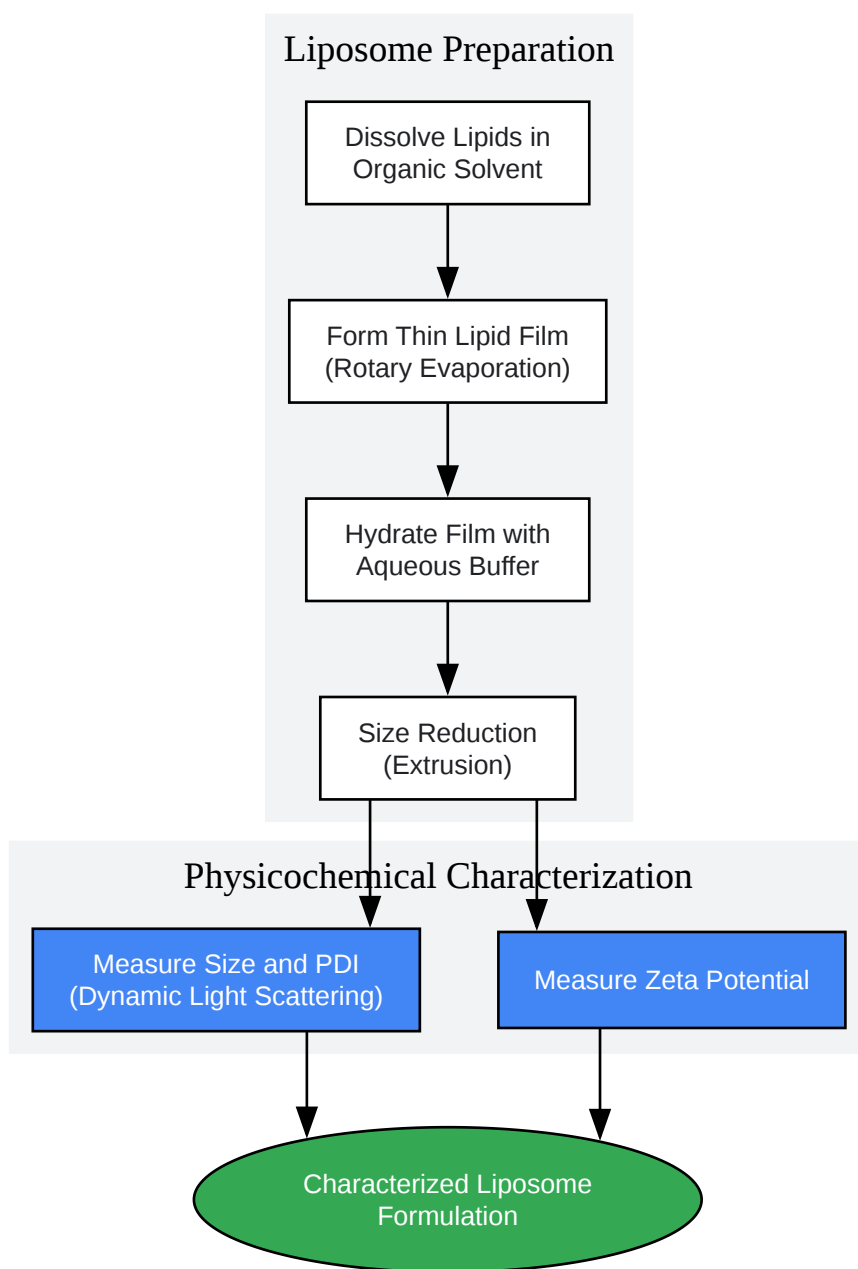 Liposome Preparation
Dissolve Lipids in
Organic Solvent
Form Thin Lipid Film
(Rotary Evaporation)
Hydrate Film with
Aqueous Buffer
Size Reduction
(Extrusion)
Physicochemical Characterization
Measure Size and PDI
(Dynamic Light Scattering)
Measure Zeta Potential
Characterized Liposome
Formulation